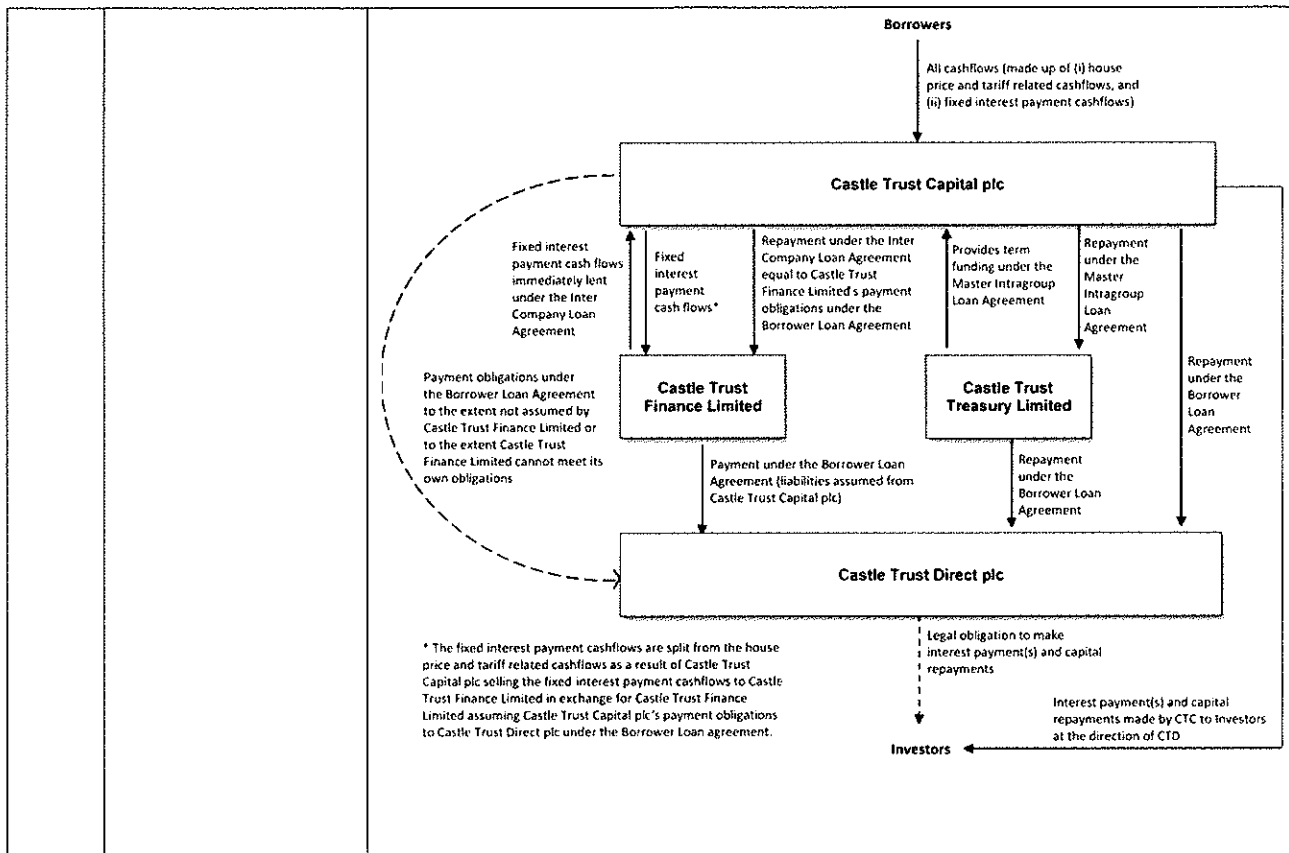 Borrowers
All cashflows (made up of (i) house
price and tariff related cashflows, and
(ii) fixed interest payment cashflows)
Castle Trust Capital plc
Fixed interest
payment cash flows
immediately lent
under the Inter
Company Loan
Agreement
Fixed
interest
payment
cash flows*
Repayment under the Inter
Company Loan Agreement
equal to Castle Trust
Finance Limited's payment
obligations under the
Borrower Loan Agreement
Provides term
funding under the
Master Intragroup
Loan Agreement
Repayment
under the
Master
Intragroup
Loan
Agreement
Repayment
under the
Borrower
Loan
Agreement
Castle Trust
Finance Limited
Castle Trust
Treasury Limited
Payment obligations under
the Borrower Loan Agreement
to the extent not assumed by
Castle Trust Finance Limited or
to the extent Castle Trust
Finance Limited cannot meet its
own obligations
Payment under the Borrower Loan
Agreement (liabilities assumed from
Castle Trust Capital plc)
Repayment
under the
Borrower Loan
Agreement
Castle Trust Direct plc
* The fixed interest payment cashflows are split from the house
price and tariff related cashflows as a result of Castle Trust
Capital plc selling the fixed interest payment cashflows to Castle
Trust Finance Limited in exchange for Castle Trust Finance
Limited assuming Castle Trust Capital plc's payment obligations
to Castle Trust Direct plc under the Borrower Loan agreement.
Legal obligation to make
interest payment(s) and capital
repayments
Interest payment(s) and capital
repayments made by CTC to Investors
at the direction of CTD
Investors